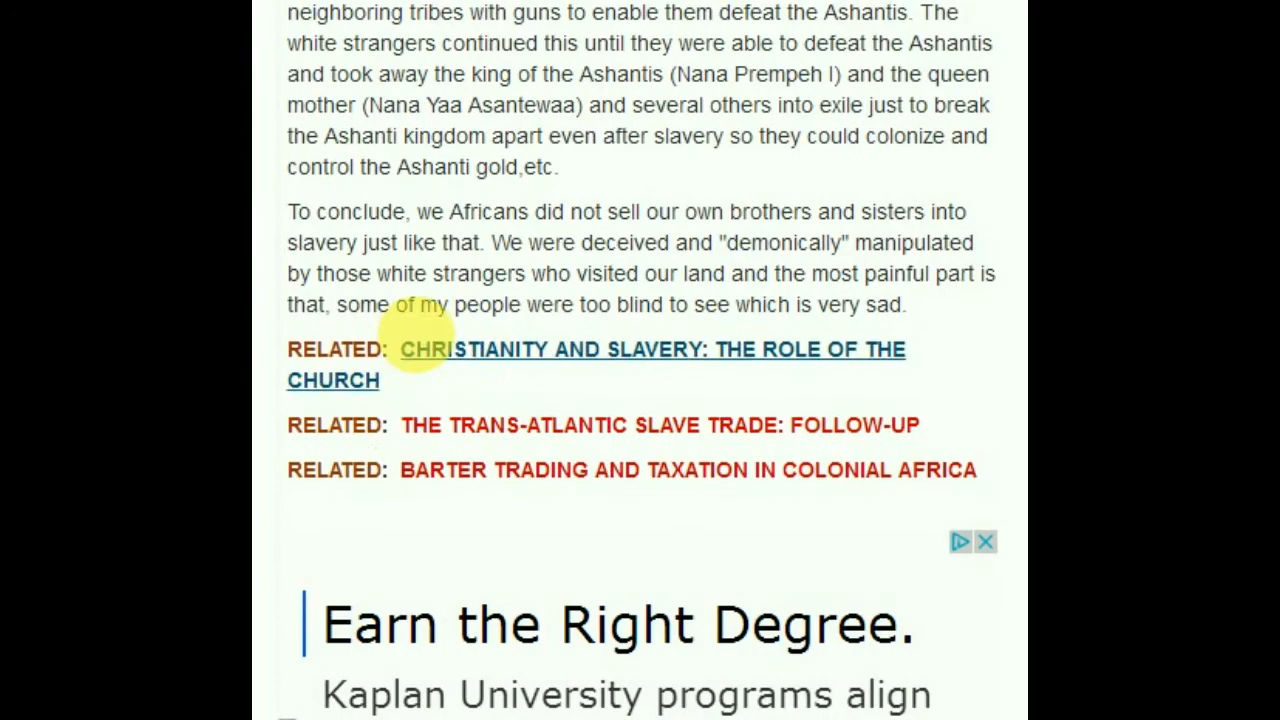 neighboring tribes with guns to enable them defeat the Ashantis. The
white strangers continued this until they were able to defeat the Ashantis
and took away the king of the Ashantis (Nana Prempeh I) and the queen
mother (Nana Yaa Asantewaa) and several others into exile just to break
the Ashanti kingdom apart even after slavery so they could colonize and
control the Ashanti gold,etc.
To conclude, we Africans did not sell our own brothers and sisters into
slavery just like that. We were deceived and "demonically" manipulated
by those white strangers who visited our land and the most painful part is
that, some of my people were too blind to see which is very sad.
RELATED: CHRISTIANITY AND SLAVERY: THE ROLE OF THE
CHURCH
RELATED: THE TRANS-ATLANTIC SLAVE TRADE: FOLLOW-UP
RELATED: BARTER TRADING AND TAXATION IN COLONIAL AFRICA
Earn the Right Degree.
Kaplan University programs align